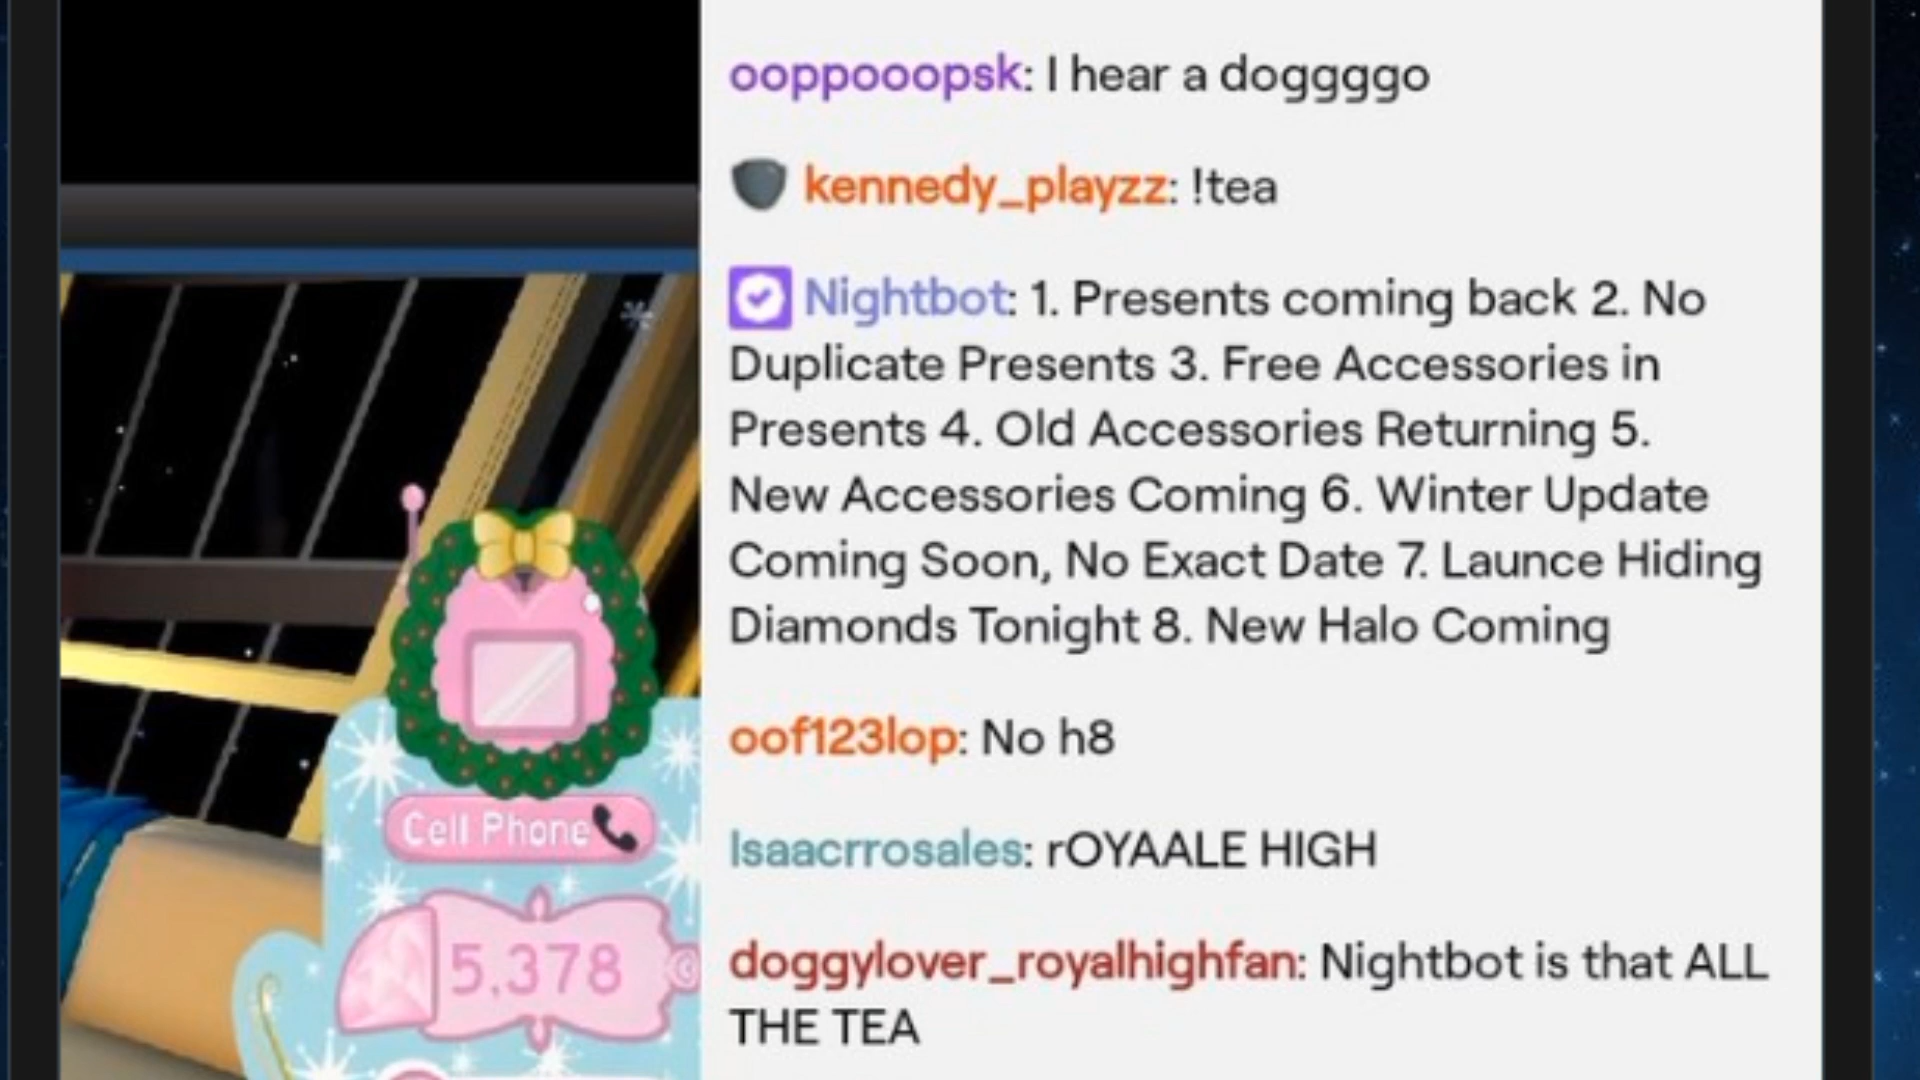 ooppooopsk: I hear a doggggo
kennedy_playzz: !tea
Nightbot: 1. Presents coming back 2. No
Duplicate Presents 3. Free Accessories in
Presents 4. Old Accessories Returning 5.
New Accessories Coming 6. Winter Update
Coming Soon, No Exact Date 7. Launce Hiding
Diamonds Tonight 8. New Halo Coming
oof123lop: No h8
Isaacrrosales: rOYAALE HIGH
doggylover_royalhighfan: Nightbot is that ALL
THE TEA
Cell Phone
5,378